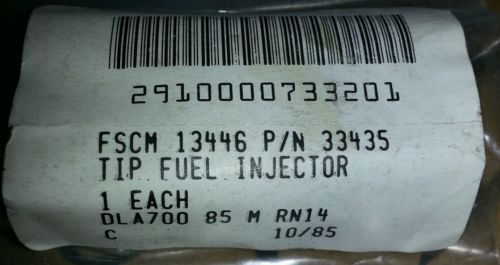 2910000733201
FSCM 13446 P/N 33435
TIP FUEL INJECTOR
1 EACH
DLA700 85 M RN14
C 10/85